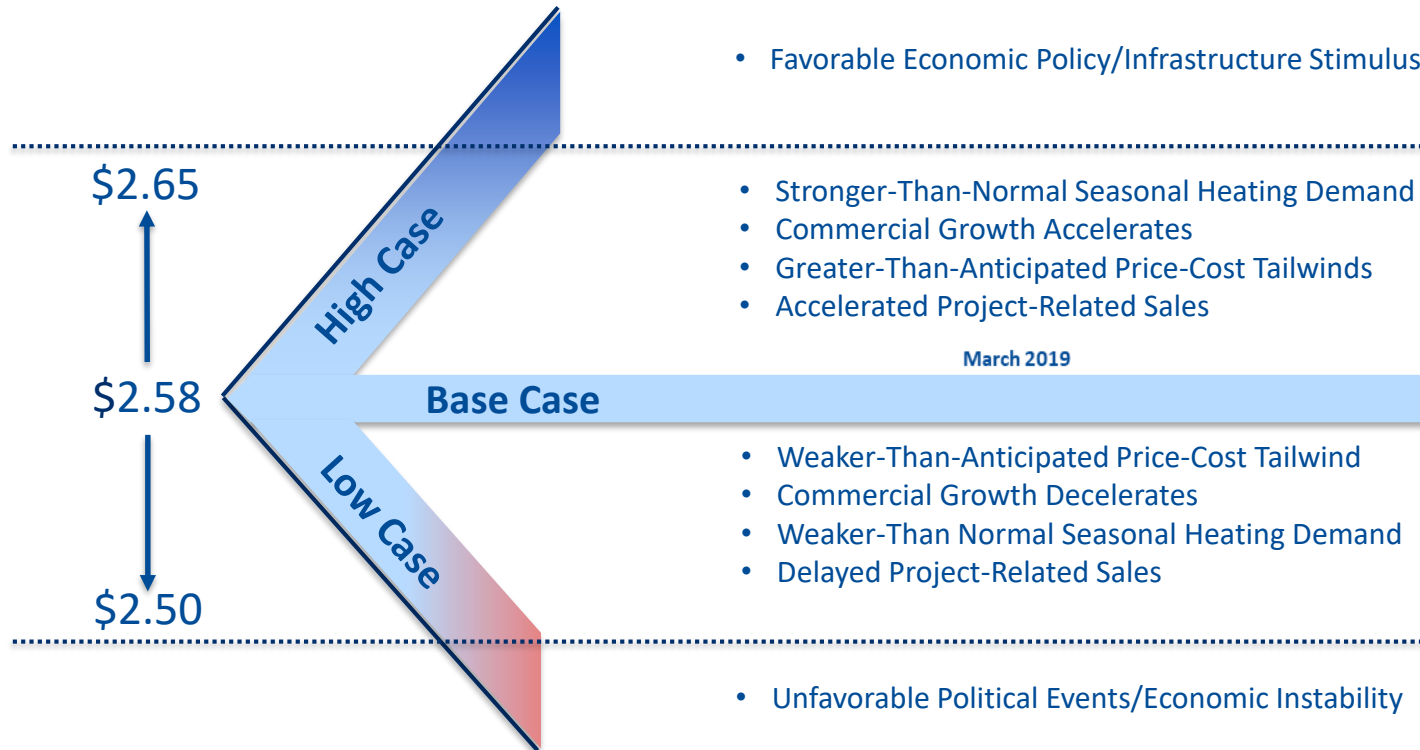 • Favorable Economic Policy/Infrastructure Stimulus
$2.65
• Stronger-Than-Normal Seasonal Heating Demand
• Commercial Growth Accelerates
• Greater-Than-Anticipated Price-Cost Tailwinds
• Accelerated Project-Related Sales
High Case
March 2019
$2.58
Base Case
• Weaker-Than-Anticipated Price-Cost Tailwind
• Commercial Growth Decelerates
• Weaker-Than Normal Seasonal Heating Demand
• Delayed Project-Related Sales
Low Case
$2.50
• Unfavorable Political Events/Economic Instability